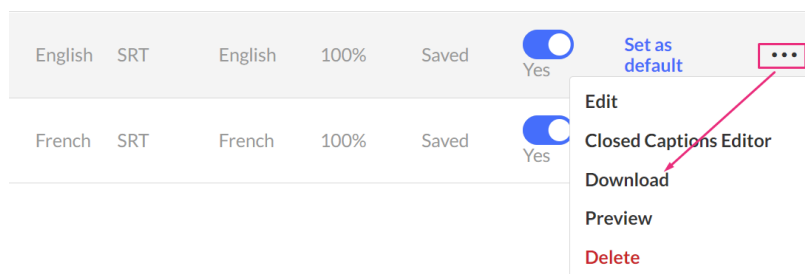 English SRT English 100% Saved Yes Set as default •••
French SRT French 100% Saved Yes
Edit
Closed Captions Editor
Download
Preview
Delete